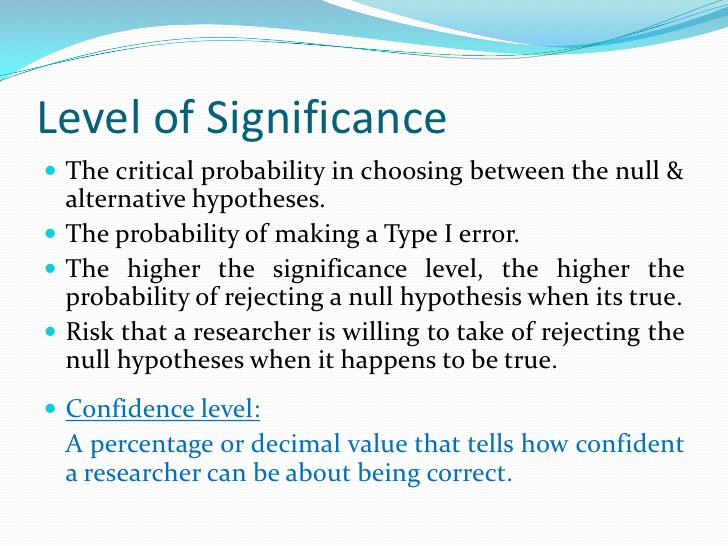 Level of Significance
• The critical probability in choosing between the null &
alternative hypotheses.
• The probability of making a Type I error.
• The higher the significance level, the higher the
probability of rejecting a null hypothesis when its true.
• Risk that a researcher is willing to take of rejecting the
null hypotheses when it happens to be true.
• Confidence level:
A percentage or decimal value that tells how confident
a researcher can be about being correct.